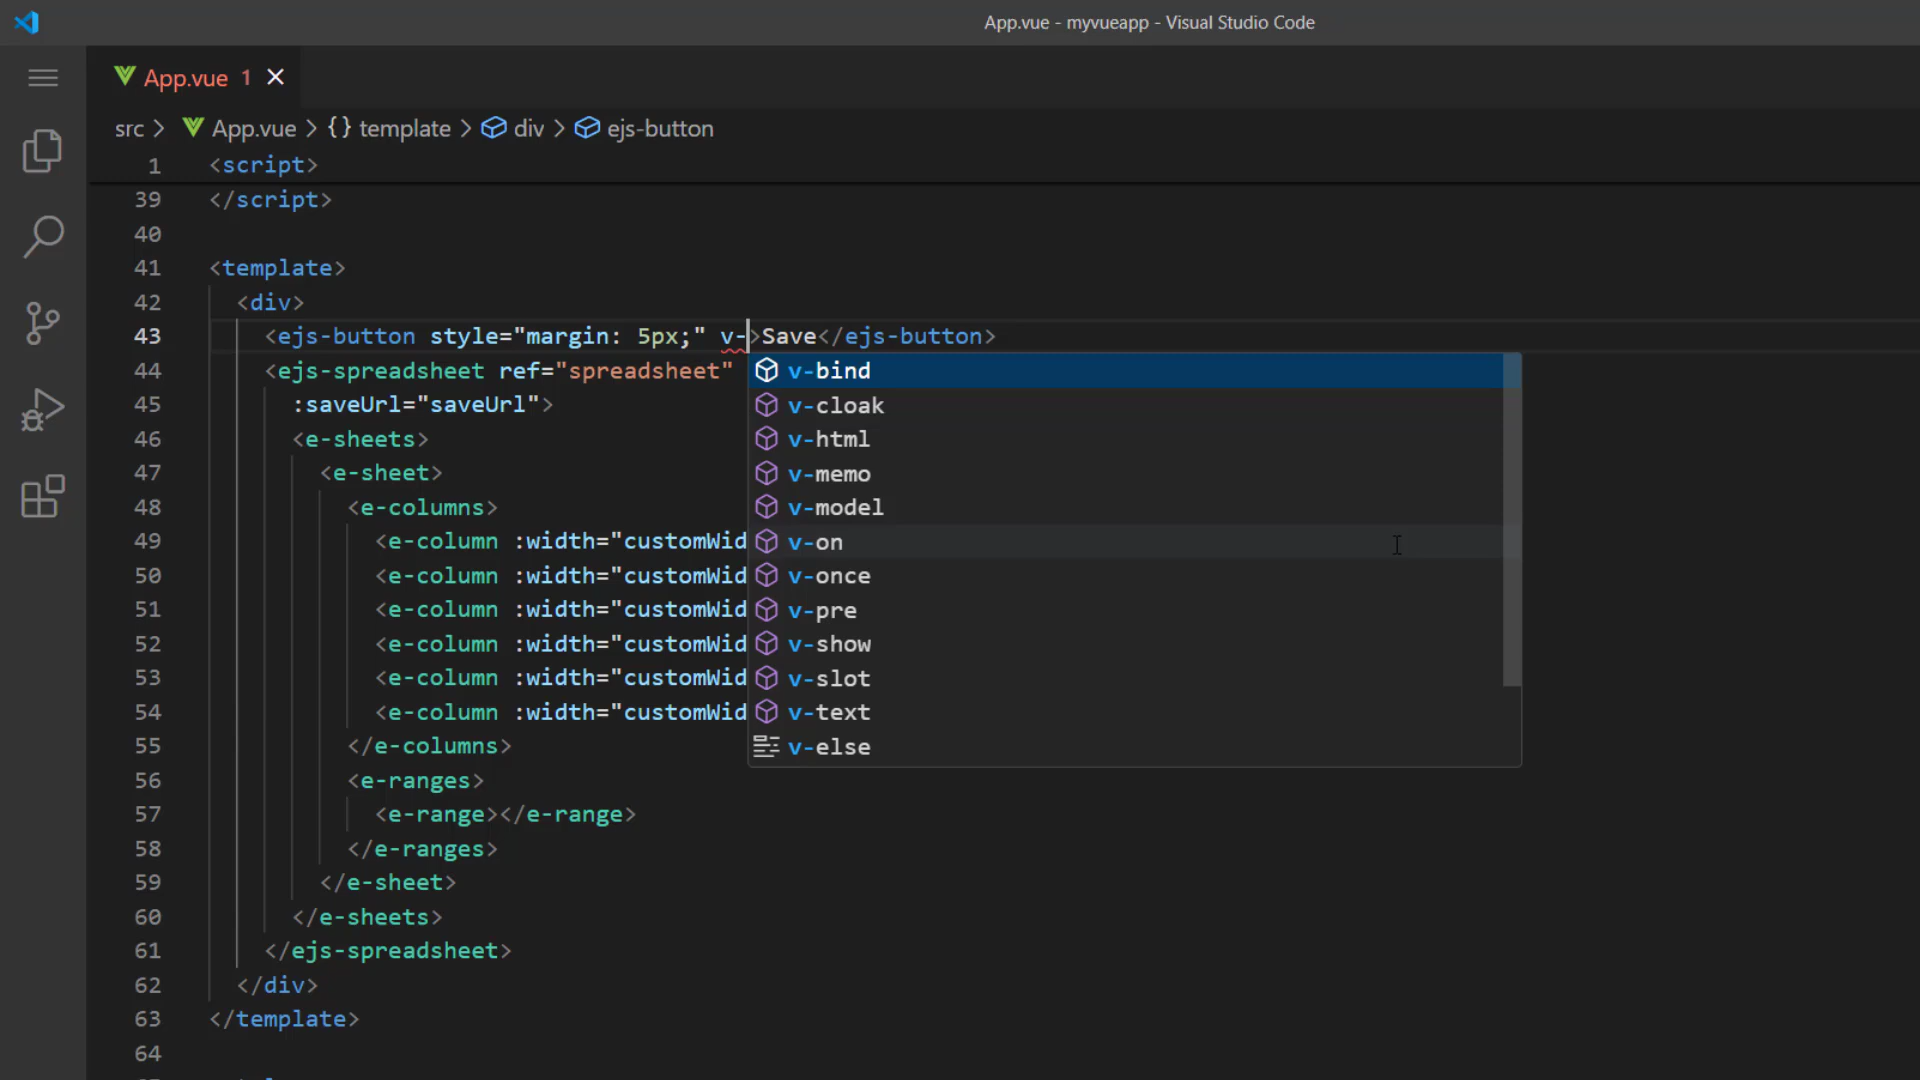 App.vue - myvueapp - Visual Studio Code
App.vue 1
src > App.vue > {} template > div > ejs-button
1 <script>
39 </script>
40
41 <template>
42 <div>
43 <ejs-button style="margin: 5px;" v->Save</ejs-button>
44 <ejs-spreadsheet ref="spreadsheet"
45 :saveUrl="saveUrl">
46 <e-sheets>
47 <e-sheet>
48 <e-columns>
49 <e-column :width="customWid
50 <e-column :width="customWid
51 <e-column :width="customWid
52 <e-column :width="customWid
53 <e-column :width="customWid
54 <e-column :width="customWid
55 </e-columns>
56 <e-ranges>
57 <e-range></e-range>
58 </e-ranges>
59 </e-sheet>
60 </e-sheets>
61 </ejs-spreadsheet>
62 </div>
63 </template>
64
v-bind
v-cloak
v-html
v-memo
v-model
v-on
v-once
v-pre
v-show
v-slot
v-text
v-else